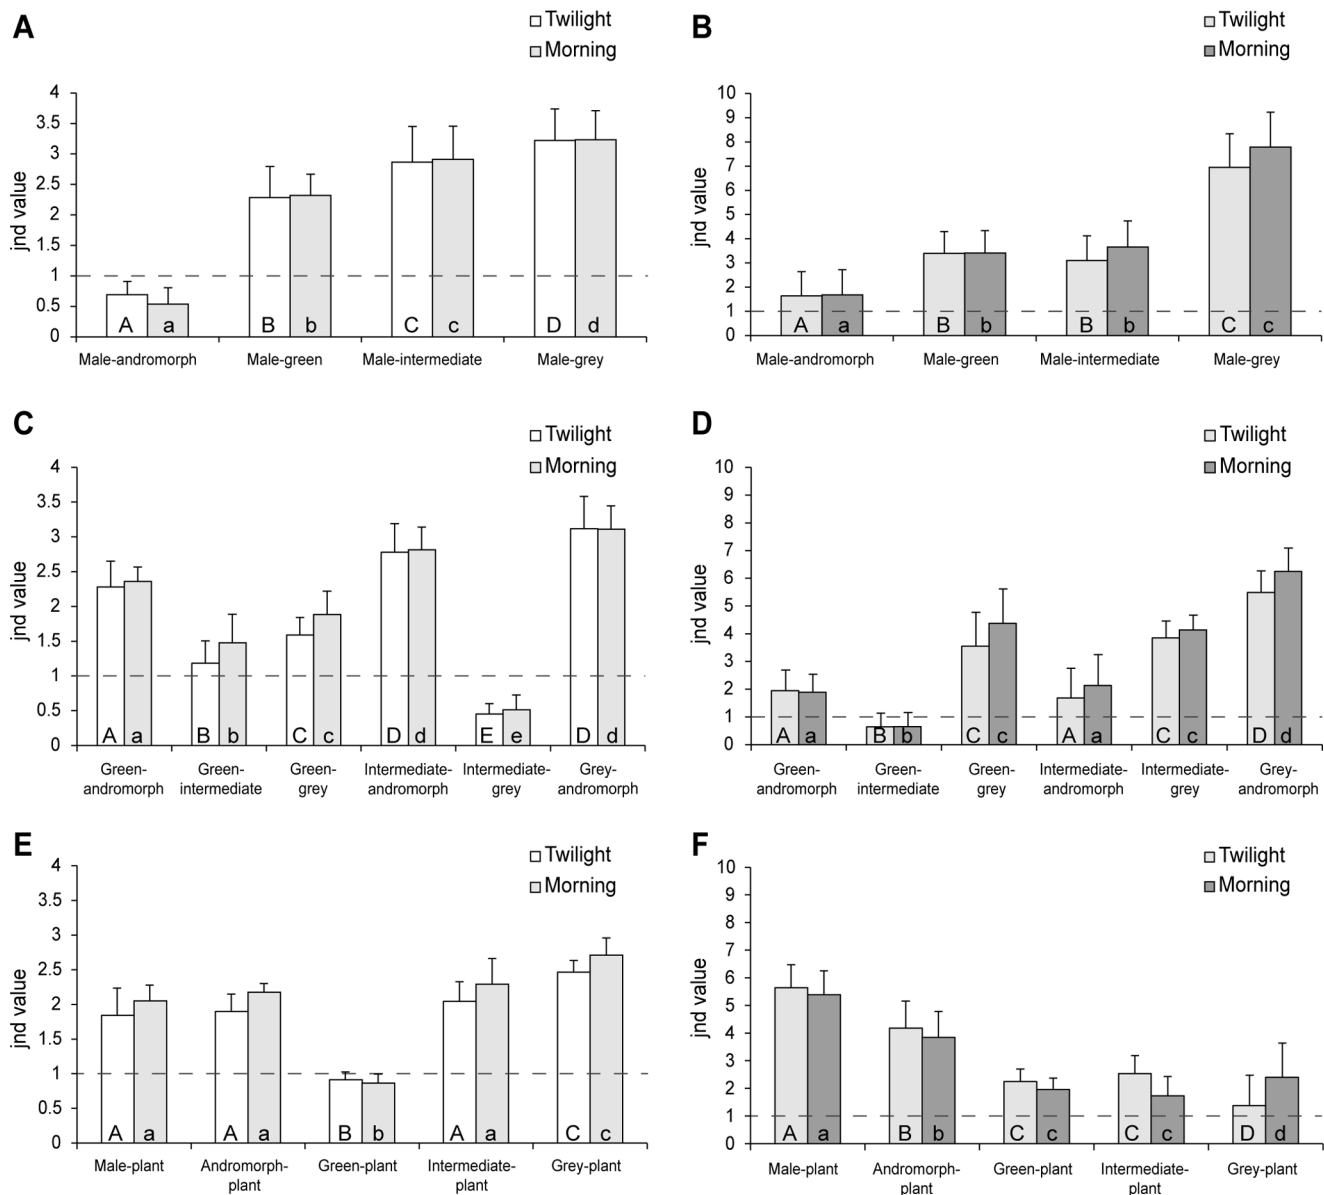 A
Twilight
Morning
jnd value
4
3.5
3
2.5
2
1.5
1
0.5
0
A a B b C c D d
Male-andromorph Male-green Male-intermediate Male-grey
B
Twilight
Morning
jnd value
10
9
8
7
6
5
4
3
2
1
0
A a B b B b C c
Male-andromorph Male-green Male-intermediate Male-grey
C
Twilight
Morning
jnd value
4
3.5
3
2.5
2
1.5
1
0.5
0
A a B b C c D d E e D d
Green- Green- Green- Intermediate- Intermediate- Grey-
andromorph intermediate grey andromorph grey andromorph
D
Twilight
Morning
jnd value
10
9
8
7
6
5
4
3
2
1
0
A a B b C c A a C c D d
Green- Green- Green- Intermediate- Intermediate- Grey-
andromorph intermediate grey andromorph grey andromorph
E
Twilight
Morning
jnd value
4
3.5
3
2.5
2
1.5
1
0.5
0
A a A a B b A a C c
Male-plant Andromorph- Green-plant Intermediate- Grey-plant
plant plant
F
Twilight
Morning
jnd value
10
9
8
7
6
5
4
3
2
1
0
A a B b C c C c D d
Male-plant Andromorph- Green-plant Intermediate- Grey-plant
plant plant